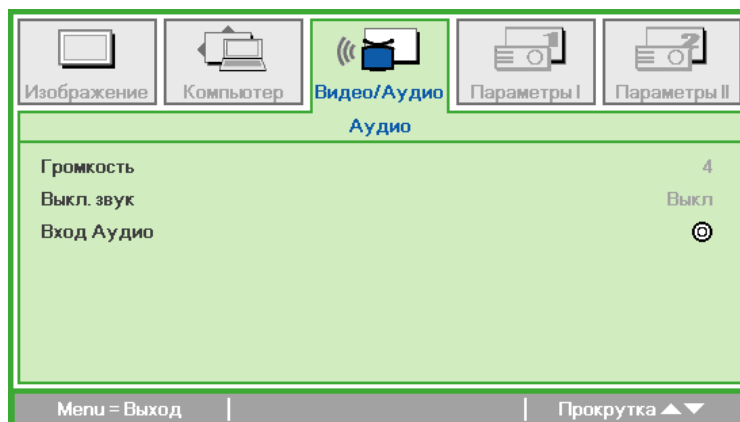 Изображение
Компьютер
Видео/Аудио
Параметры I
Параметры II
Аудио
Громкость 4
Выкл. звук Выкл
Вход Аудио
Menu = Выход Прокрутка